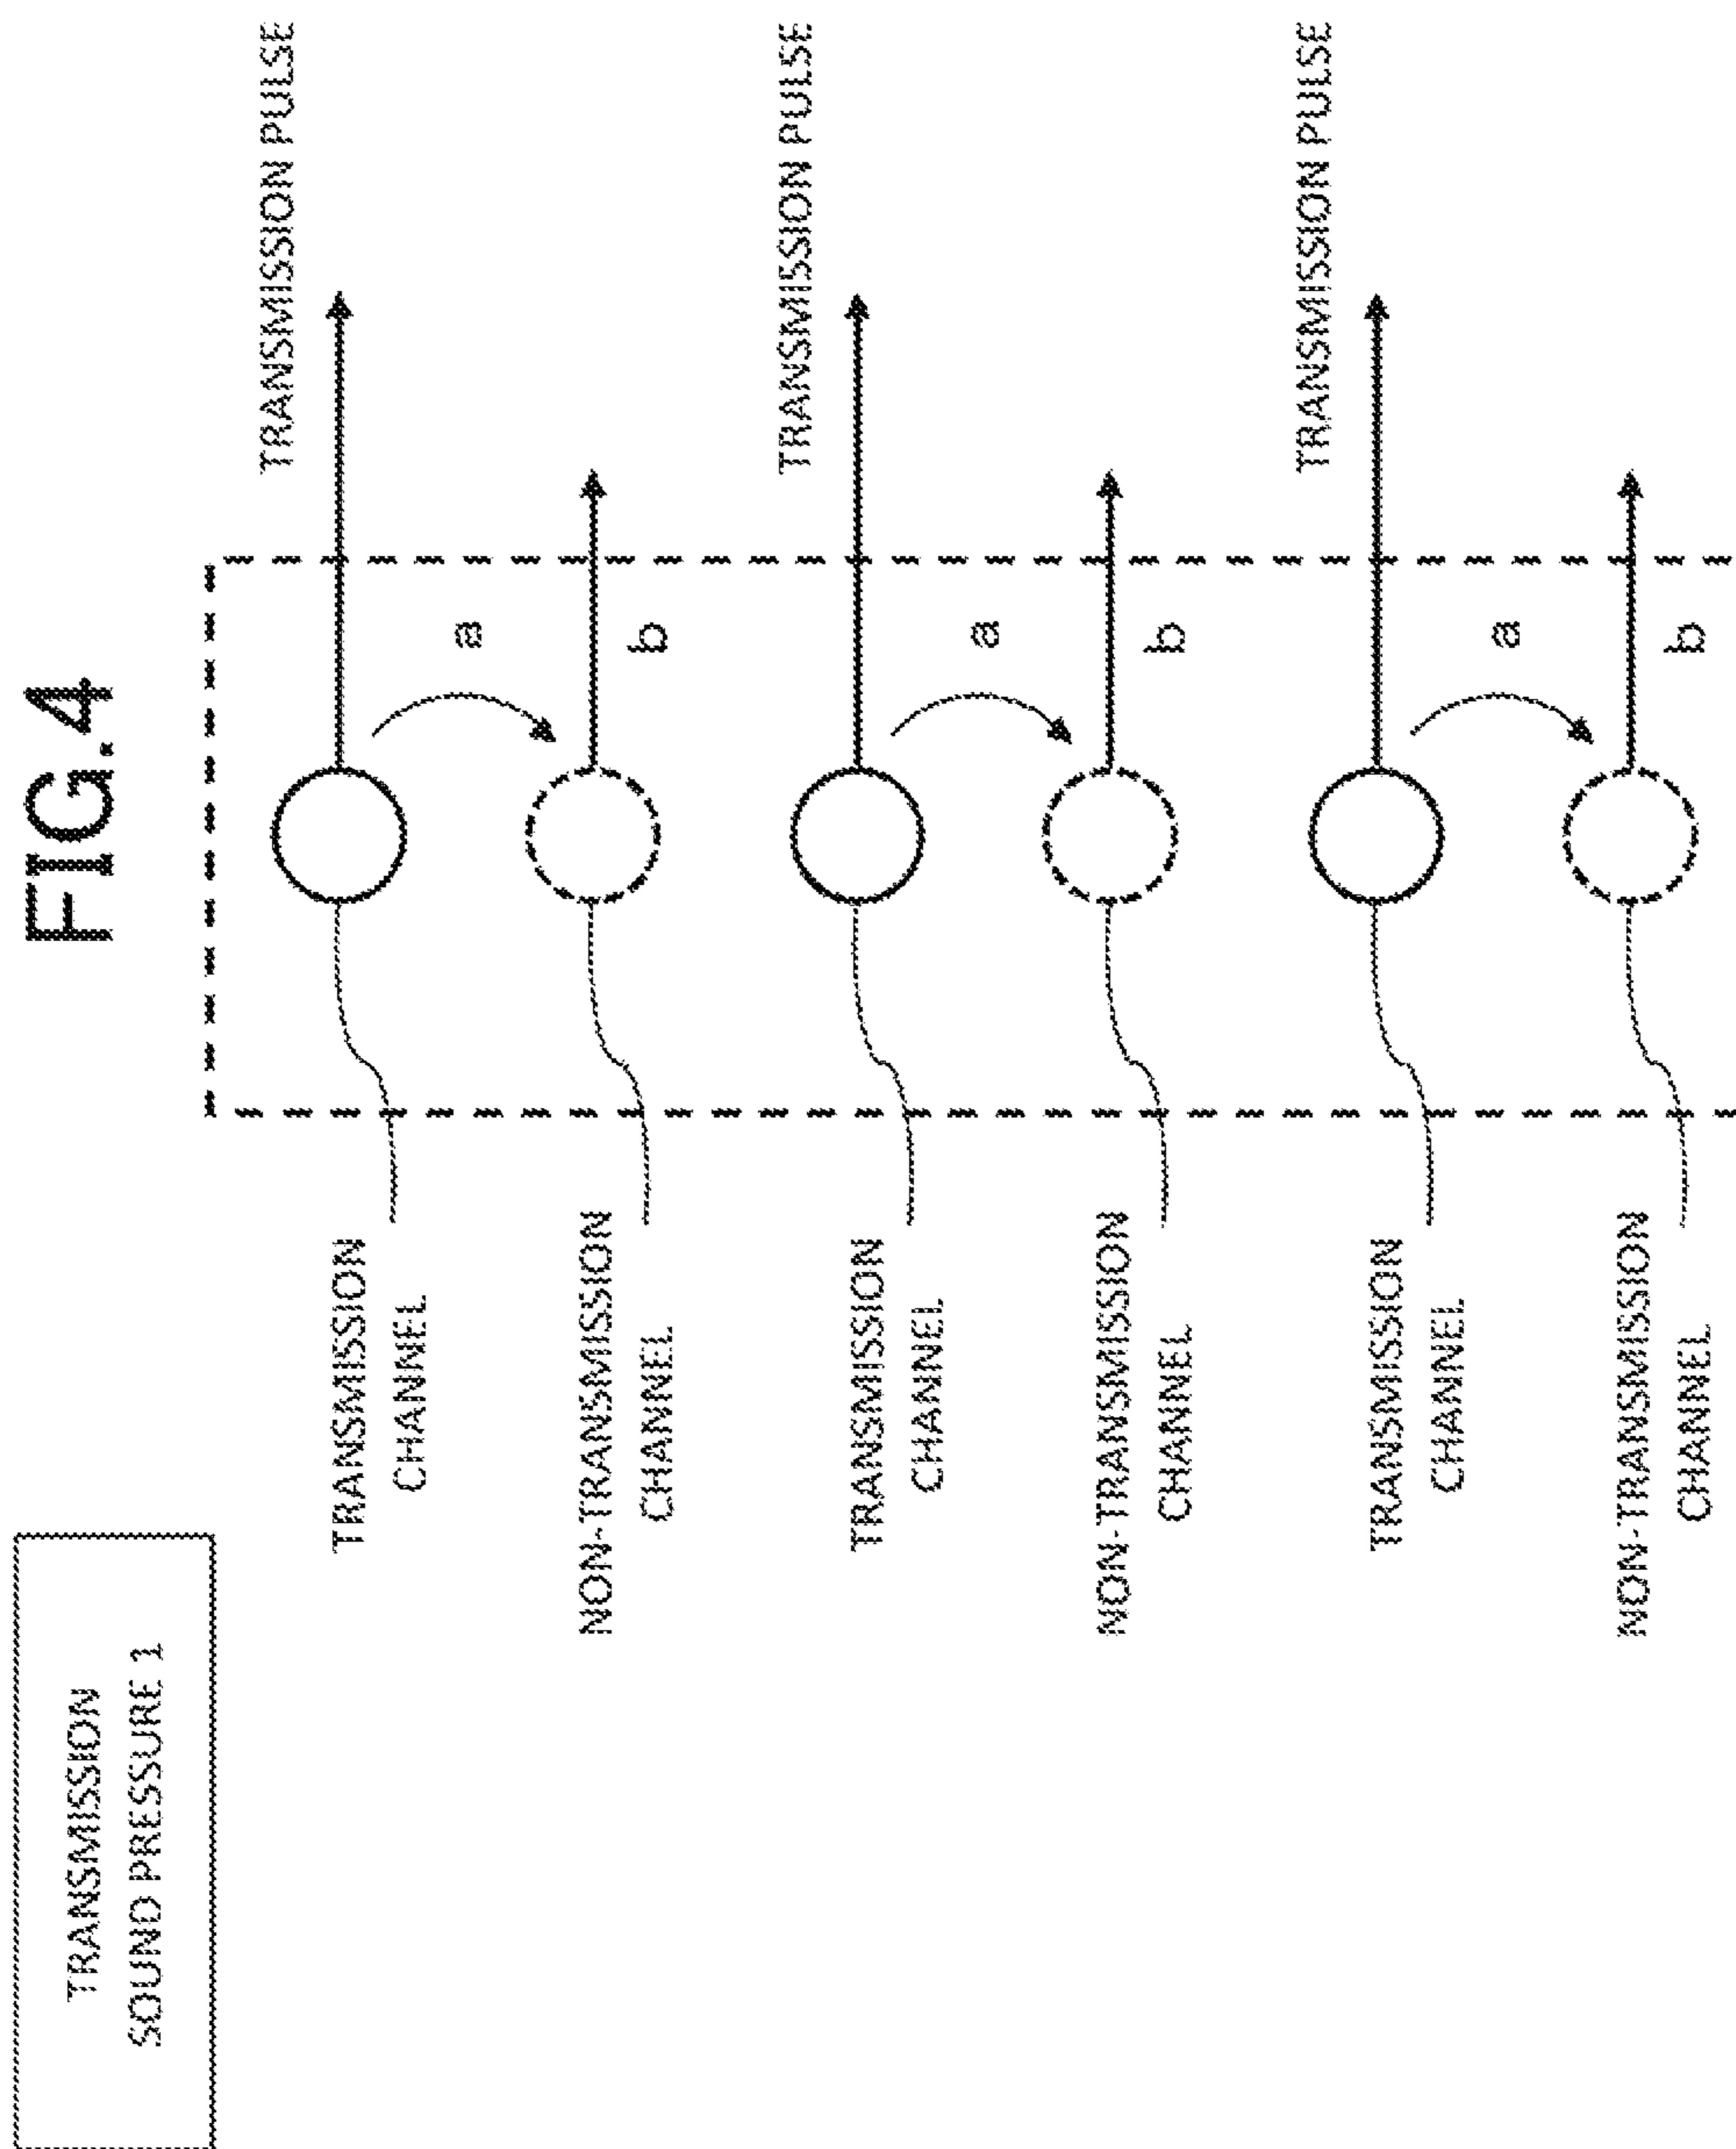 FIG.4
TRANSMISSION
SOUND PRESSURE 1
TRANSMISSION
CHANNEL
a
TRANSMISSION PULSE
NON-TRANSMISSION
CHANNEL
b
TRANSMISSION
CHANNEL
a
TRANSMISSION PULSE
NON-TRANSMISSION
CHANNEL
b
TRANSMISSION
CHANNEL
a
TRANSMISSION PULSE
NON-TRANSMISSION
CHANNEL
b